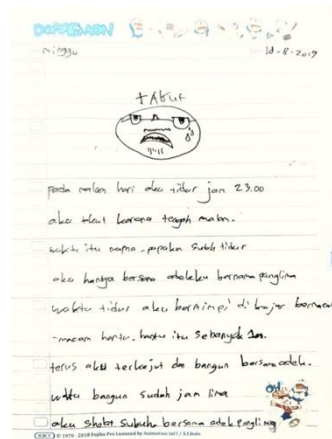 DORAEMON
minggu
18-8-2019
takut
pada malam hari aku tidur jam 23.00
aku takut karena tengah malam.
waktu itu mama, papaku sudah tidur
aku hanya bersama adekku bernama panglima
waktu tidur aku bermimpi di kejar bermacam
-macam hantu, hantu itu sebanyak
terus aku terkejut dan bangun bersama adek.
waktu bangun sudah jam lima
aku shalat subuh bersama adek panglima